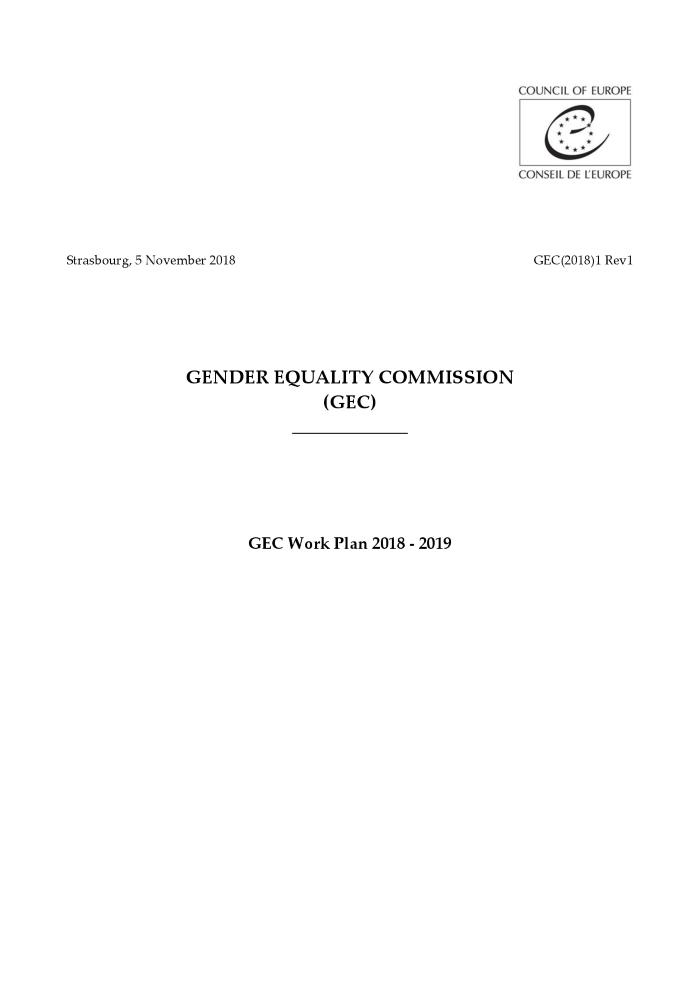 COUNCIL OF EUROPE
CONSEIL DE L'EUROPE
Strasbourg, 5 November 2018 GEC(2018)1 Rev1
GENDER EQUALITY COMMISSION
(GEC)
GEC Work Plan 2018 - 2019